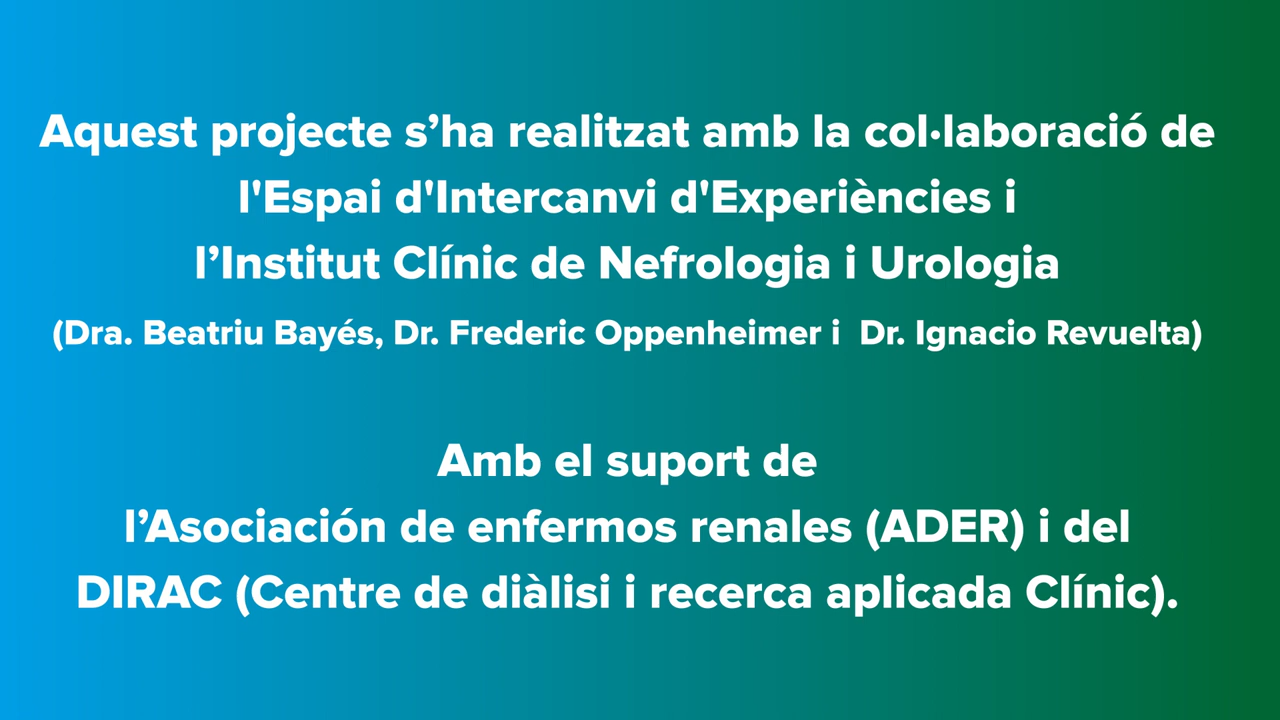 Aquest projecte s’ha realitzat amb la col·laboració de
l'Espai d'Intercanvi d'Experiències i
l’Institut Clínic de Nefrologia i Urologia
(Dra. Beatriu Bayés, Dr. Frederic Oppenheimer i  Dr. Ignacio Revuelta)
Amb el suport de
l’Asociación de enfermos renales (ADER) i del
DIRAC (Centre de diàlisi i recerca aplicada Clínic).